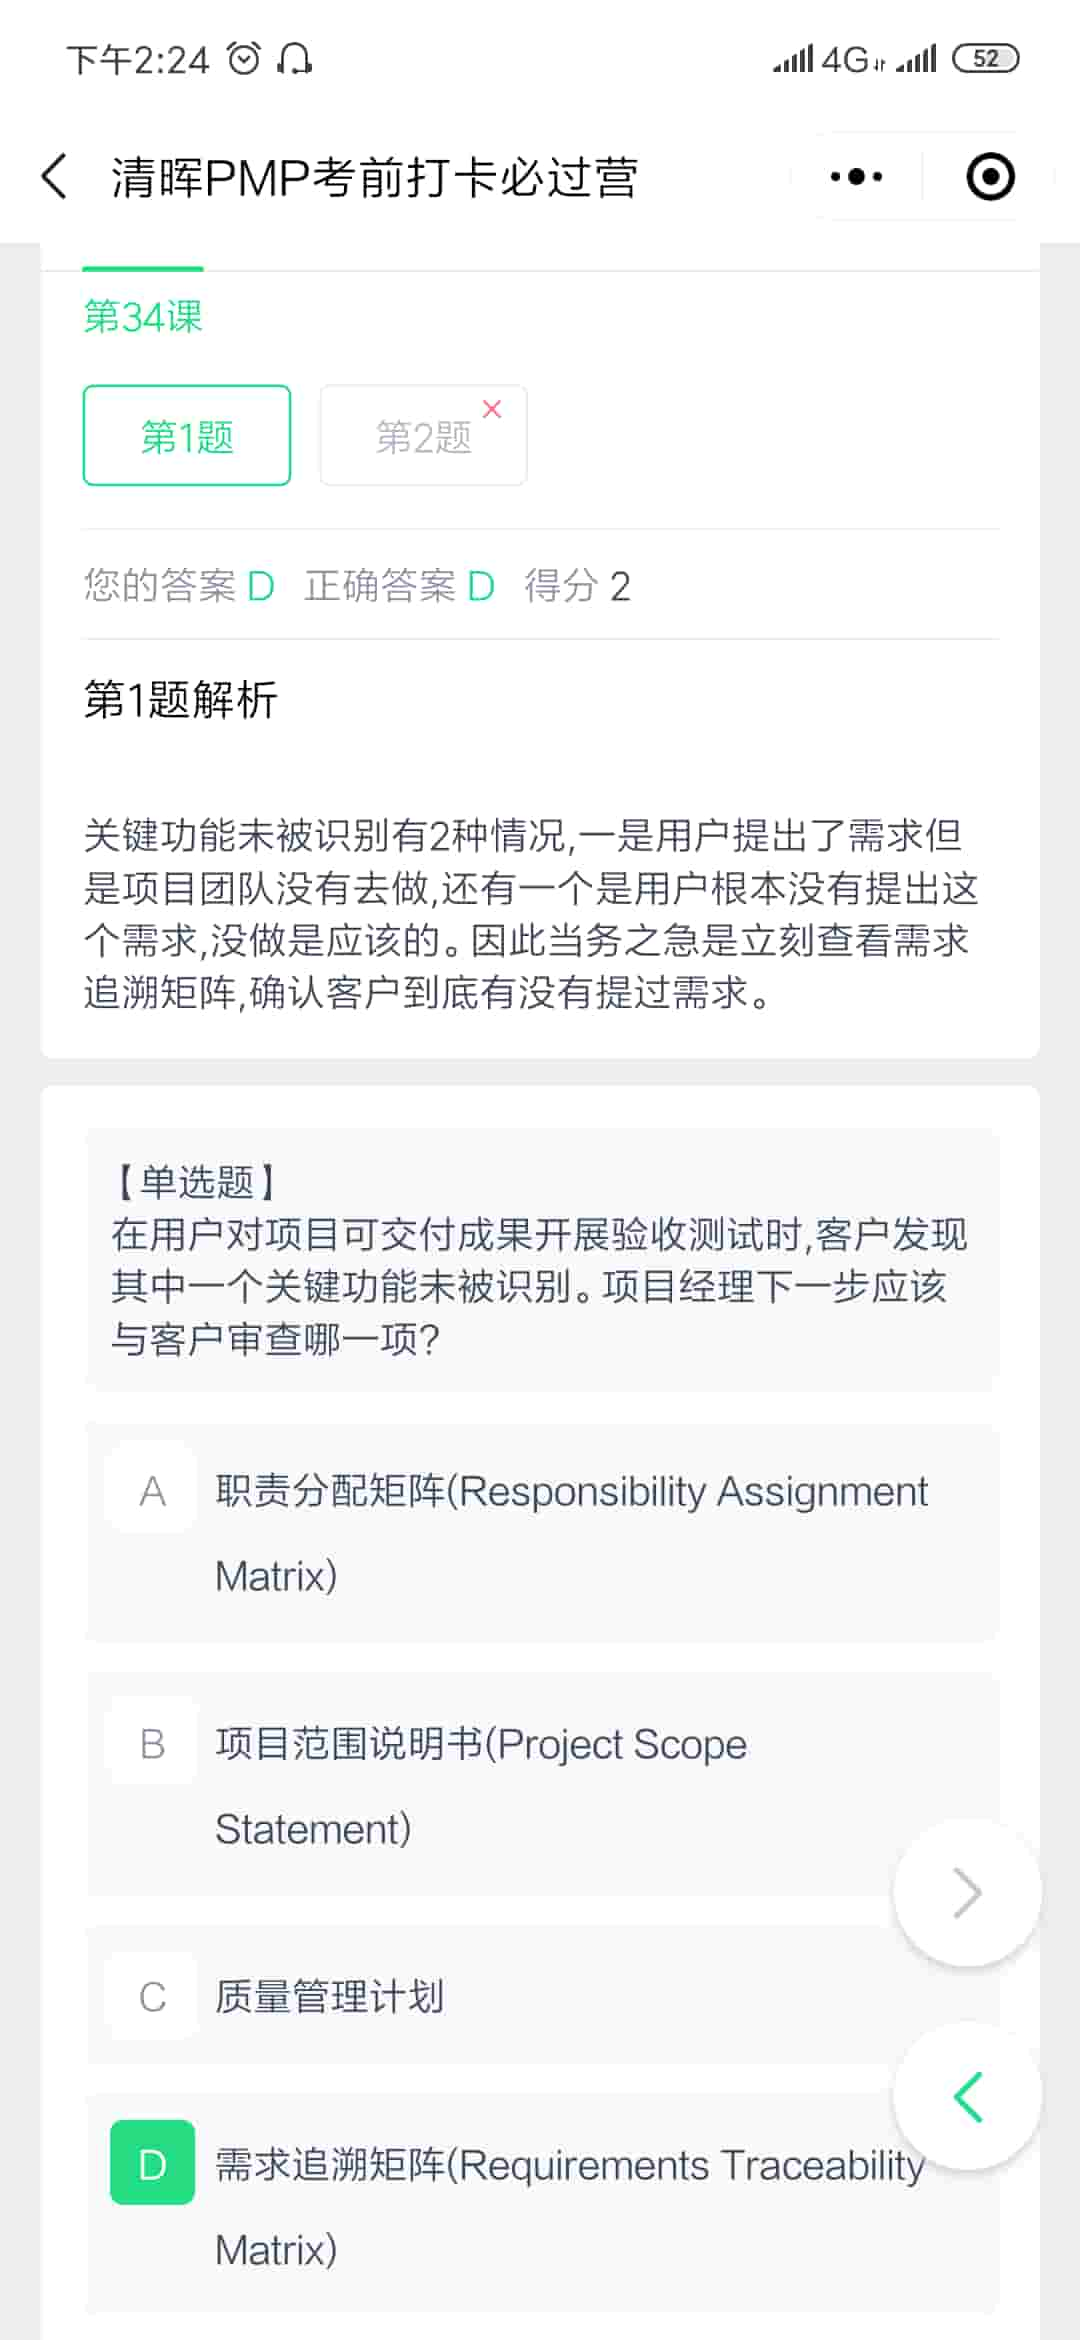 下午2:24 4G 52
清晖PMP考前打卡必过营
第34课
第1题 第2题
您的答案 D 正确答案 D 得分 2
第1题解析
关键功能未被识别有2种情况,一是用户提出了需求但
是项目团队没有去做,还有一个是用户根本没有提出这
个需求,没做是应该的。因此当务之急是立刻查看需求
追溯矩阵,确认客户到底有没有提过需求。
【单选题】
在用户对项目可交付成果开展验收测试时,客户发现
其中一个关键功能未被识别。项目经理下一步应该
与客户审查哪一项?
A 职责分配矩阵(Responsibility Assignment
Matrix)
B 项目范围说明书(Project Scope
Statement)
C 质量管理计划
D 需求追溯矩阵(Requirements Traceability
Matrix)